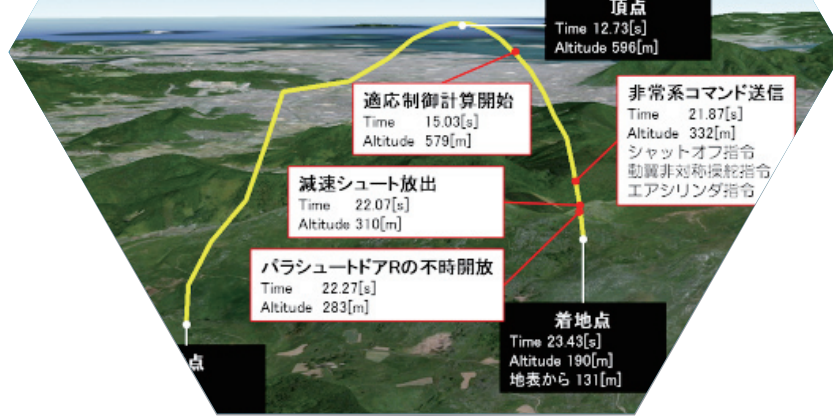 頂点
Time 12.73[s]
Altitude 596[m]
適応制御計算開始
Time 15.03[s]
Altitude 579[m]
非常系コマンド送信
Time 21.87[s]
Altitude 332[m]
シャットオフ指令
動翼非対称操舵指令
エアシリンダ指令
減速シュート放出
Time 22.07[s]
Altitude 310[m]
パラシュートドアRの不時開放
Time 22.27[s]
Altitude 283[m]
着地点
Time 23.43[s]
Altitude 190[m]
地表から 131[m]
点